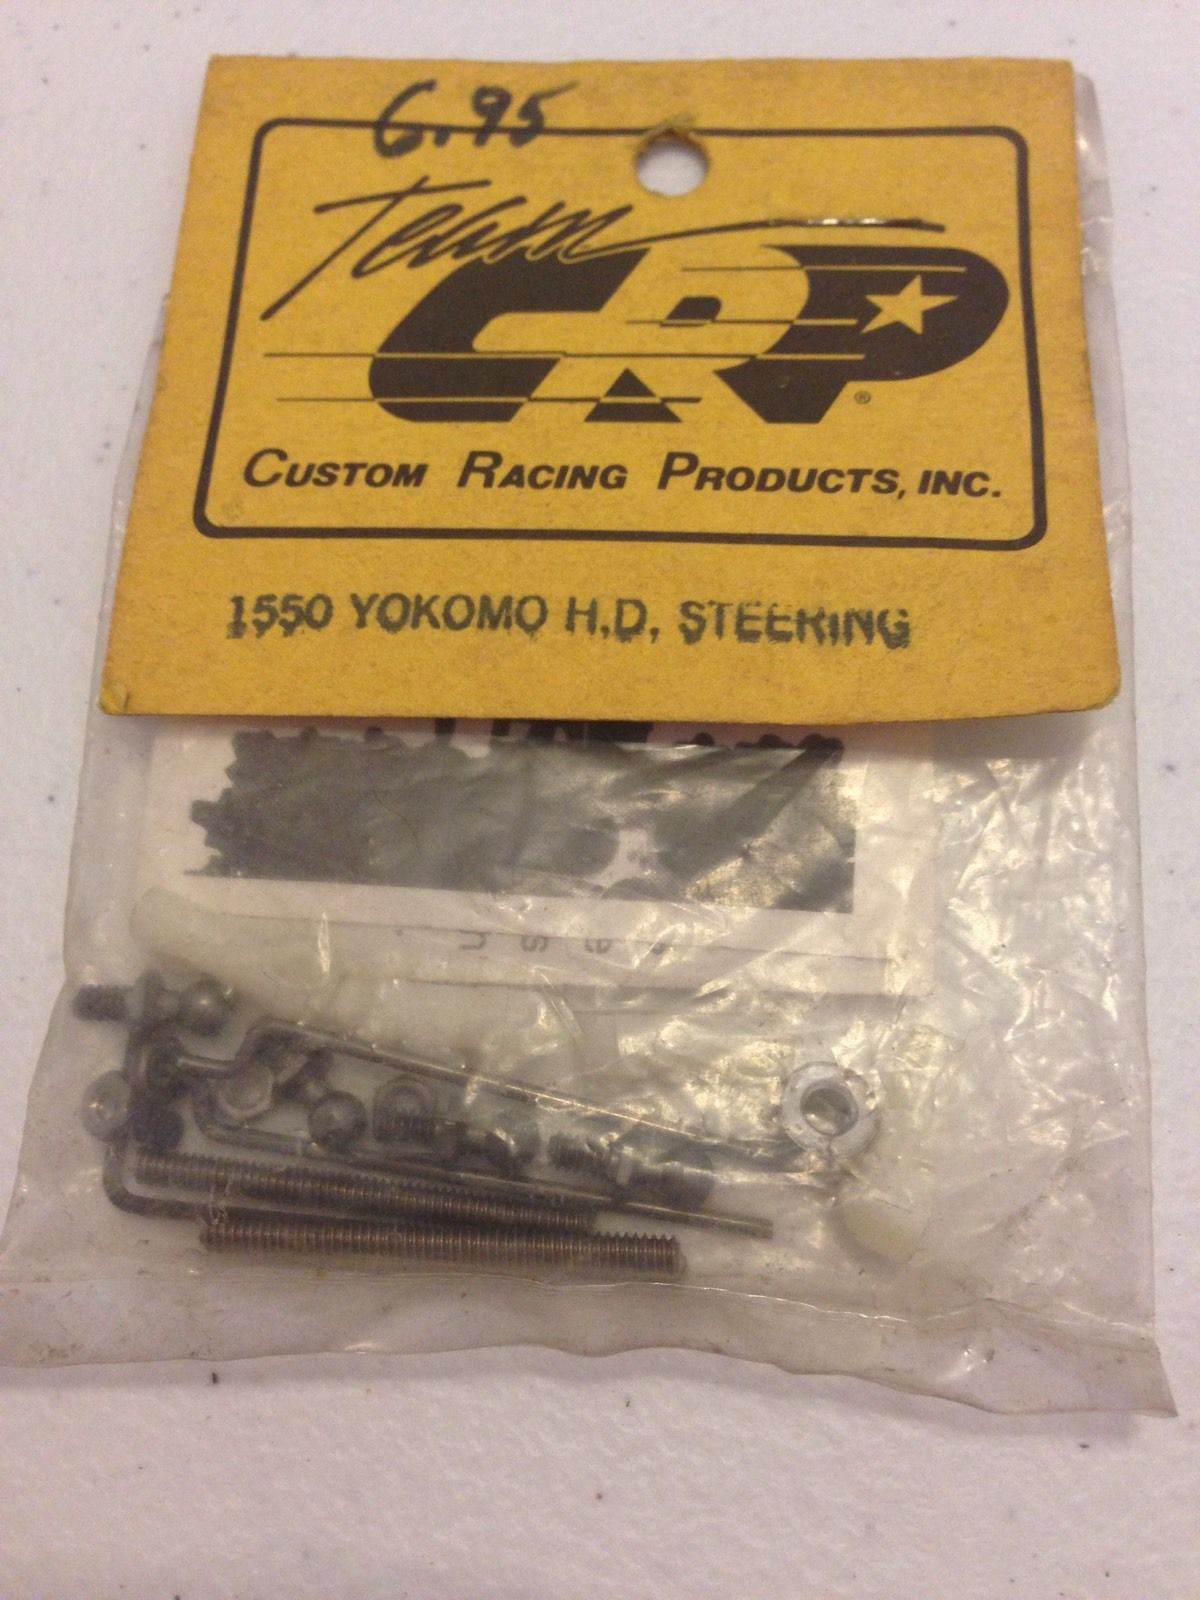 6.95
Team
CRP®
CUSTOM RACING PRODUCTS, INC.
1550 YOKOMO H.D. STEERING